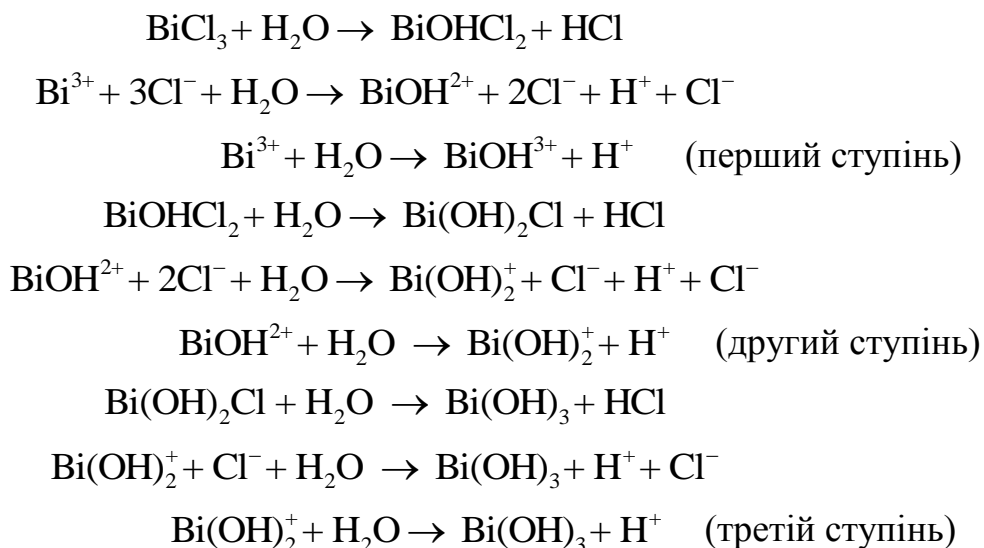 BiCl₃ + H₂O → BiOHCl₂ + HCl
Bi³⁺ + 3Cl⁻ + H₂O → BiOH²⁺ + 2Cl⁻ + H⁺ + Cl⁻
Bi³⁺ + H₂O → BiOH³⁺ + H⁺ (перший ступінь)
BiOHCl₂ + H₂O → Bi(OH)₂Cl + HCl
BiOH²⁺ + 2Cl⁻ + H₂O → Bi(OH)₂⁺ + Cl⁻ + H⁺ + Cl⁻
BiOH²⁺ + H₂O → Bi(OH)₂⁺ + H⁺ (другий ступінь)
Bi(OH)₂Cl + H₂O → Bi(OH)₃ + HCl
Bi(OH)₂⁺ + Cl⁻ + H₂O → Bi(OH)₃ + H⁺ + Cl⁻
Bi(OH)₂⁺ + H₂O → Bi(OH)₃ + H⁺ (третій ступінь)